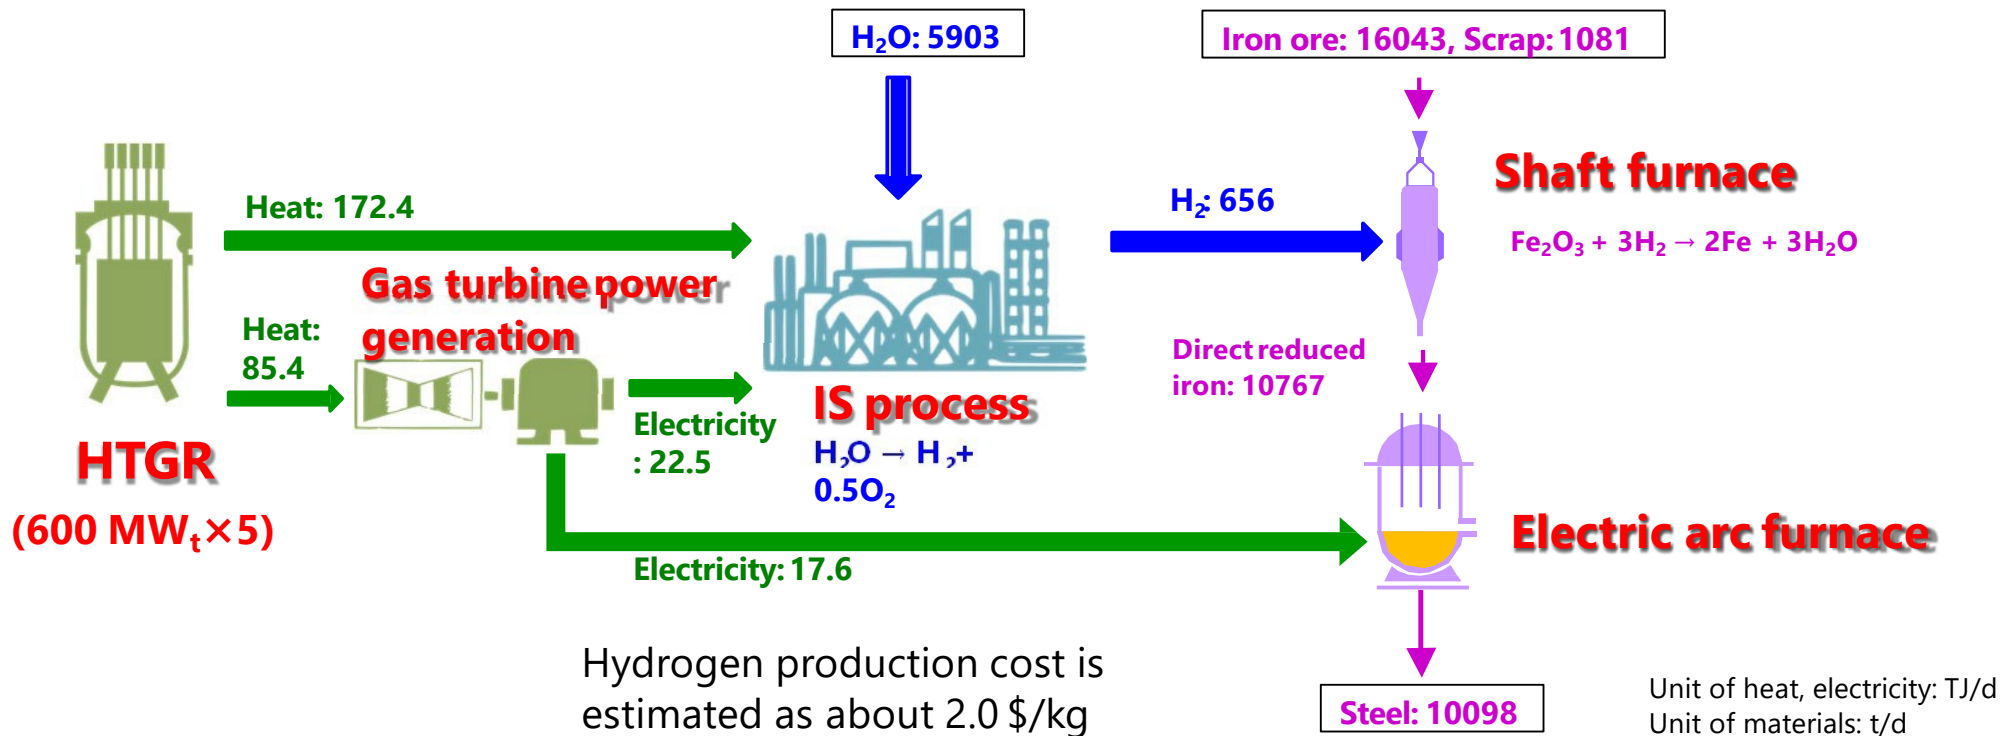 H₂O: 5903
Iron ore: 16043, Scrap: 1081
Heat: 172.4
H₂: 656
Shaft furnace
Fe₂O₃ + 3H₂ → 2Fe + 3H₂O
Gas turbine power
generation
Heat:
85.4
Direct reduced
iron: 10767
IS process
H₂O → H₂+
0.5O₂
Electricity
: 22.5
HTGR
(600 MWₜ×5)
Electric arc furnace
Electricity: 17.6
Hydrogen production cost is
estimated as about 2.0 $/kg
Steel: 10098
Unit of heat, electricity: TJ/d
Unit of materials: t/d